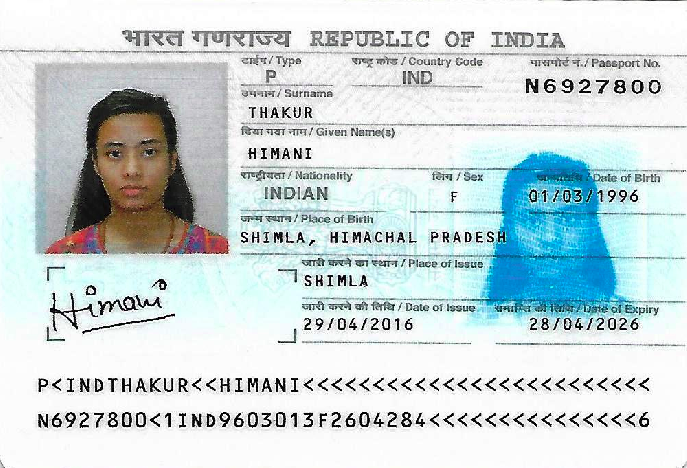 भारत गणराज्य REPUBLIC OF INDIA
टाईप / Type राष्ट्र कोड / Country Code पासपोर्ट नं. / Passport No.
P IND N6927800
उपनाम / Surname
THAKUR
दिया गया नाम / Given Name(s)
HIMANI
राष्ट्रीयता / Nationality लिंग / Sex जन्मतिथि / Date of Birth
INDIAN F 01/03/1996
जन्म स्थान / Place of Birth
SHIMLA, HIMACHAL PRADESH
जारी करने का स्थान / Place of Issue
SHIMLA
Himani
जारी करने की तिथि / Date of Issue समाप्ति की तिथि / Date of Expiry
29/04/2016 28/04/2026
P<INDTHAKUR<<HIMANI<<<<<<<<<<<<<<<<<<<<<<<<<
N6927800<1IND9603013F2604284<<<<<<<<<<<<<<<6